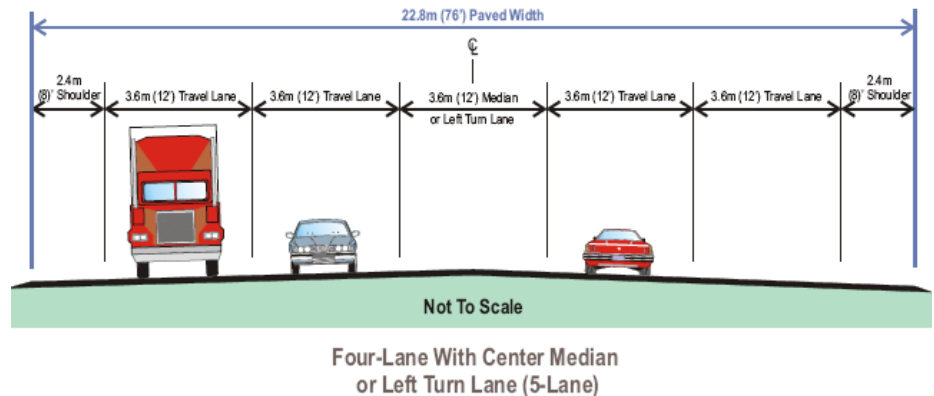 22.8m (76') Paved Width
℄
2.4m
(8)' Shoulder
3.6m (12') Travel Lane
3.6m (12') Travel Lane
3.6m (12') Median
or Left Turn Lane
3.6m (12') Travel Lane
3.6m (12') Travel Lane
2.4m
(8)' Shoulder
Not To Scale
Four-Lane With Center Median
or Left Turn Lane (5-Lane)